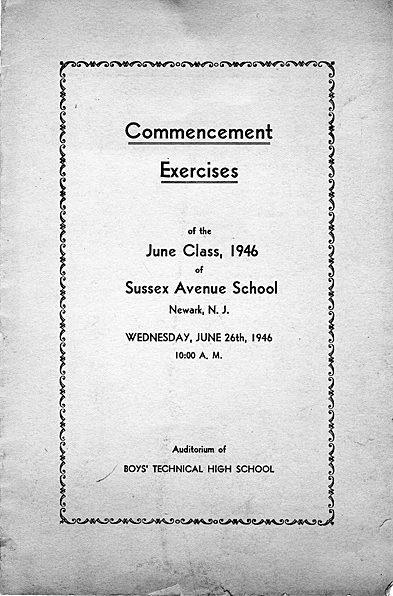 Commencement
Exercises
of the
June Class, 1946
of
Sussex Avenue School
Newark, N. J.
WEDNESDAY, JUNE 26th, 1946
10:00 A. M.
Auditorium of
BOYS' TECHNICAL HIGH SCHOOL